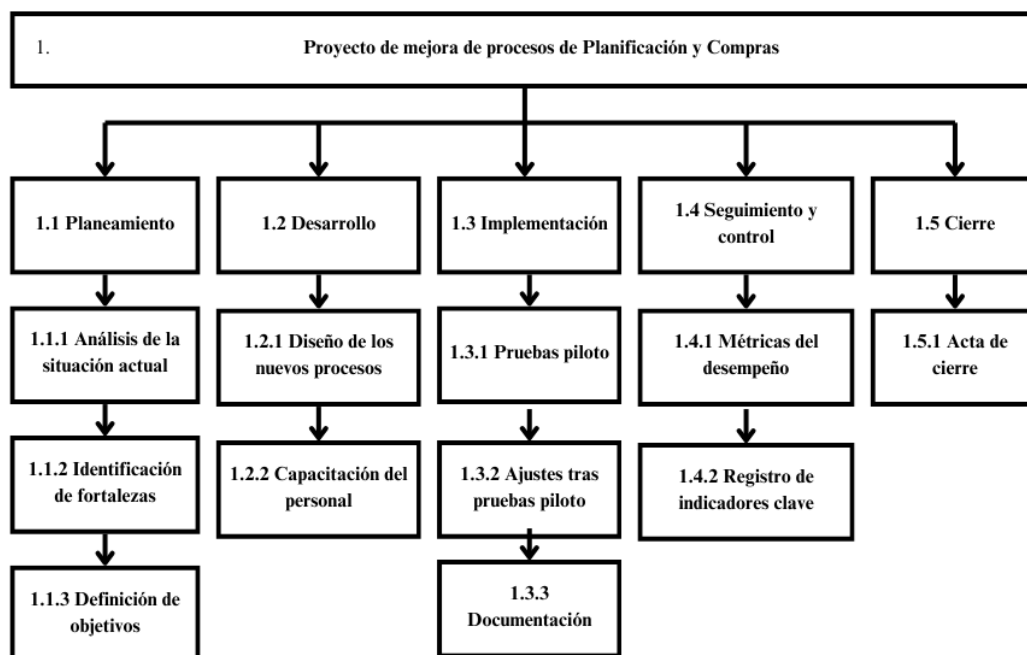 1. Proyecto de mejora de procesos de Planificación y Compras
1.1 Planeamiento
1.2 Desarrollo
1.3 Implementación
1.4 Seguimiento y
control
1.5 Cierre
1.1.1 Análisis de la
situación actual
1.2.1 Diseño de los
nuevos procesos
1.3.1 Pruebas piloto
1.4.1 Métricas del
desempeño
1.5.1 Acta de
cierre
1.1.2 Identificación
de fortalezas
1.2.2 Capacitación del
personal
1.3.2 Ajustes tras
pruebas piloto
1.4.2 Registro de
indicadores clave
1.1.3 Definición de
objetivos
1.3.3
Documentación